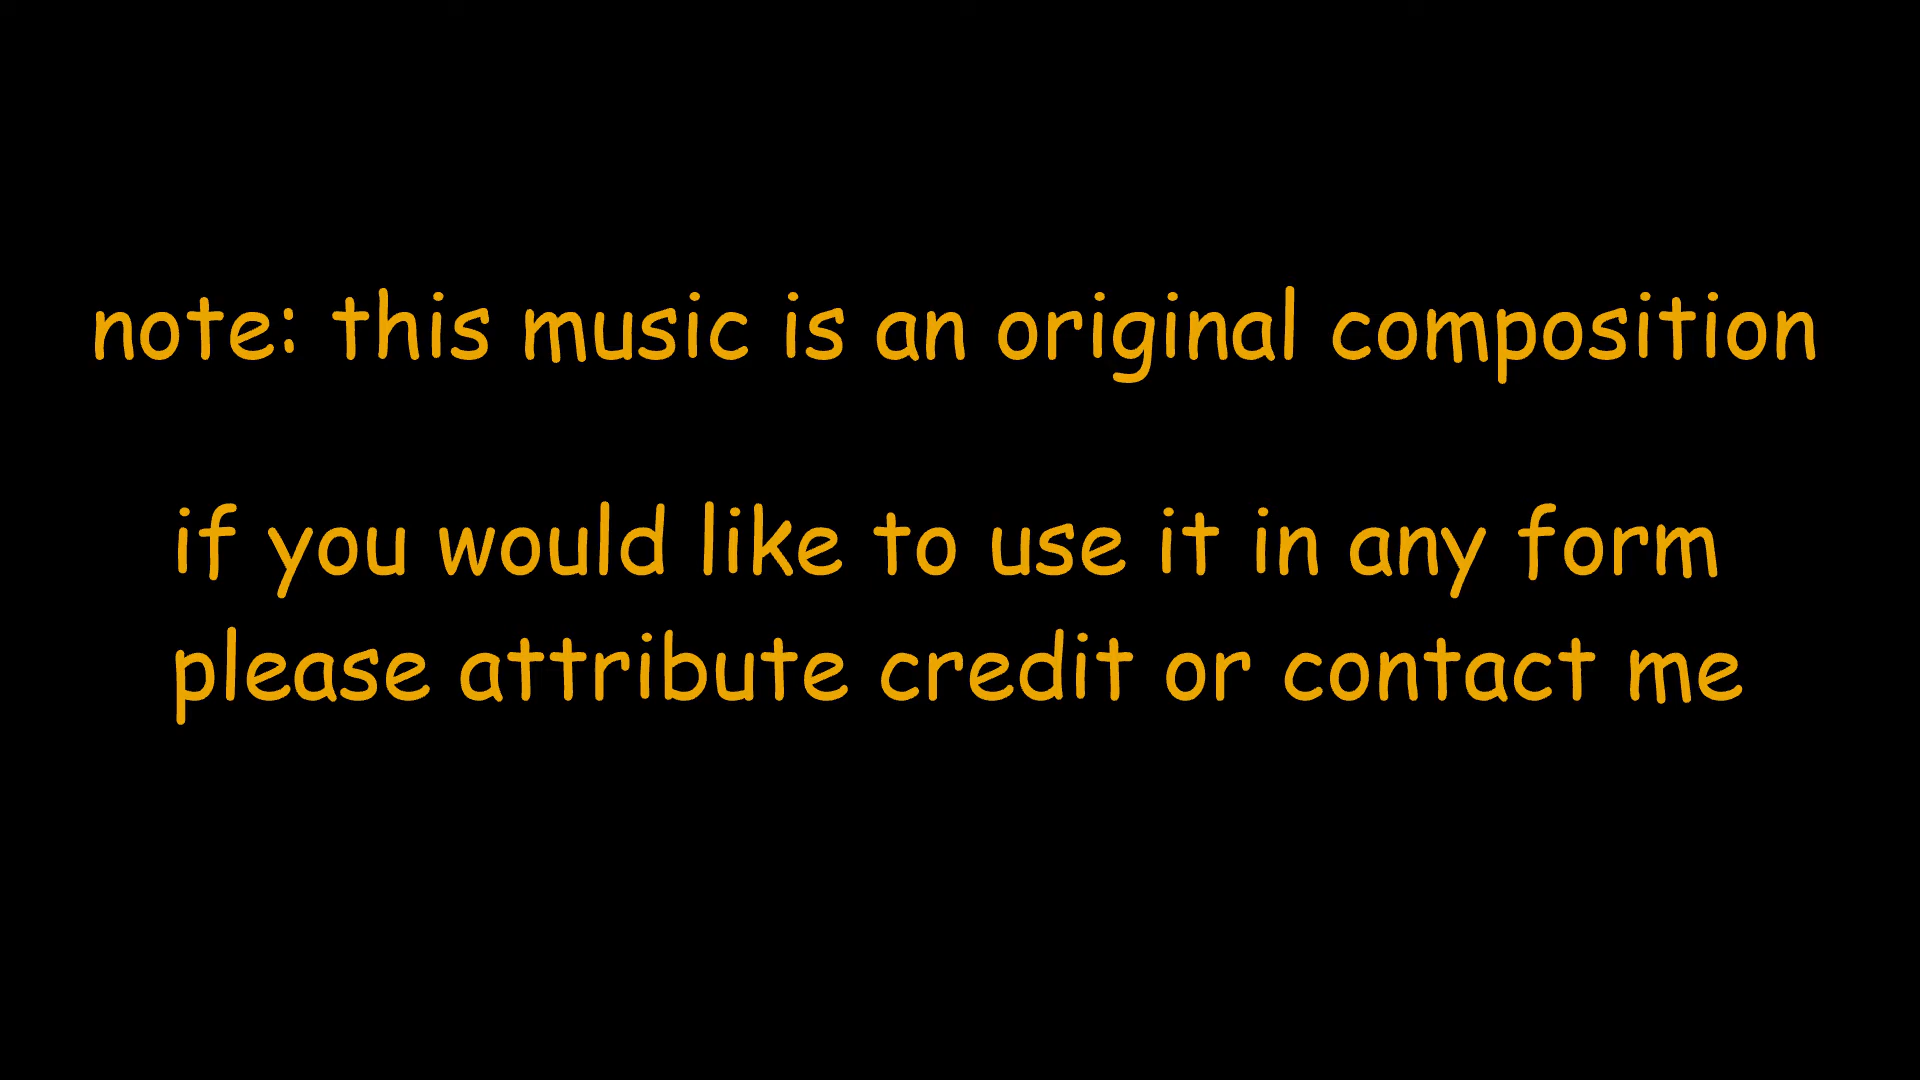 note: this music is an original composition
if you would like to use it in any form
please attribute credit or contact me